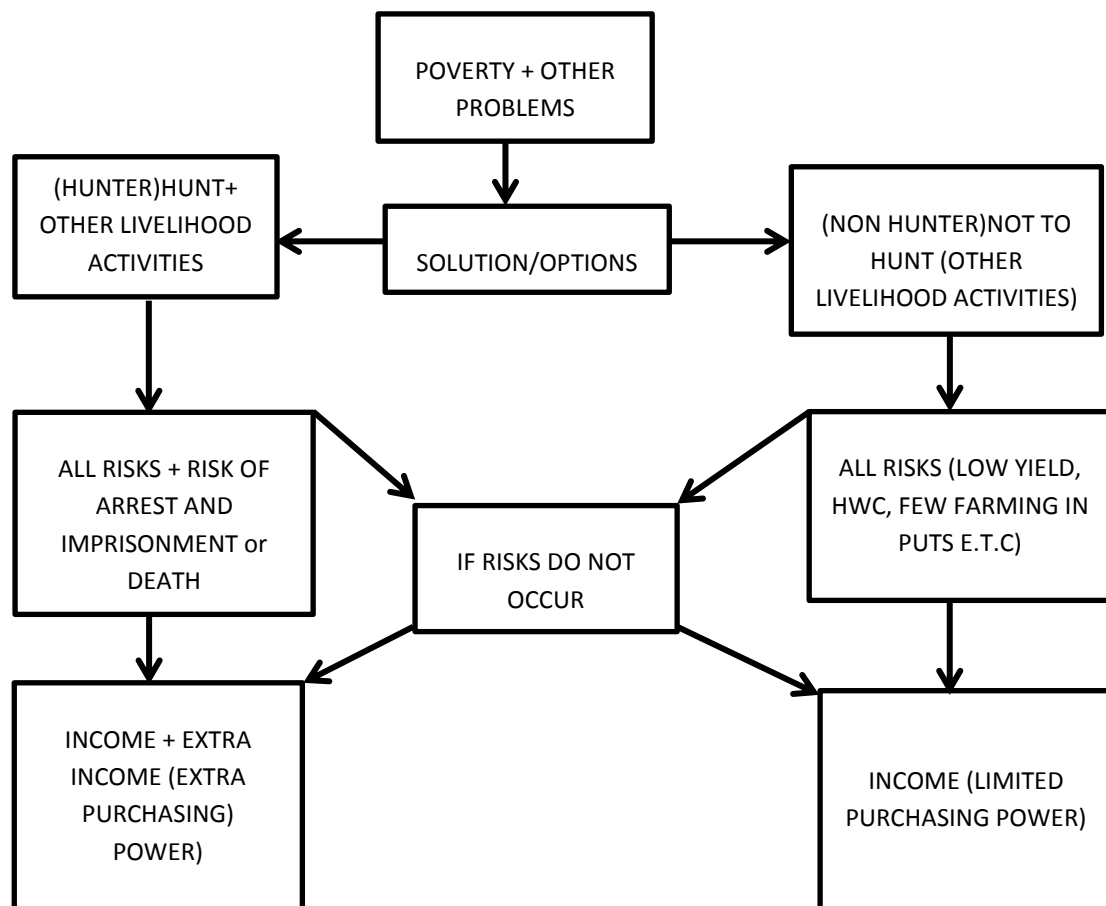 POVERTY + OTHER
PROBLEMS
(HUNTER)HUNT+
OTHER LIVELIHOOD
ACTIVITIES
SOLUTION/OPTIONS
(NON HUNTER)NOT TO
HUNT (OTHER
LIVELIHOOD ACTIVITIES)
ALL RISKS + RISK OF
ARREST AND
IMPRISONMENT or
DEATH
IF RISKS DO NOT
OCCUR
ALL RISKS (LOW YIELD,
HWC, FEW FARMING IN
PUTS E.T.C)
INCOME + EXTRA
INCOME (EXTRA
PURCHASING)
POWER)
INCOME (LIMITED
PURCHASING POWER)